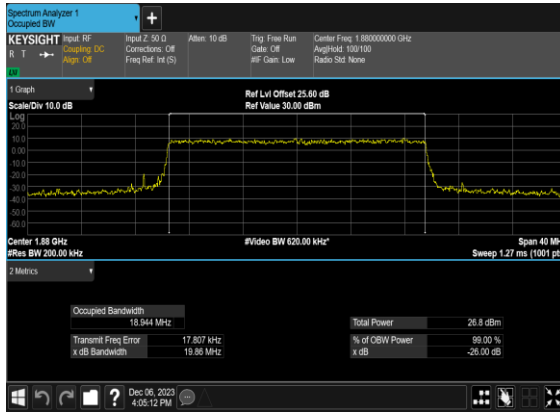 Spectrum Analyzer 1
Occupied BW
+
KEYSIGHT Input: RF Input Z: 50 Ω Atten: 10 dB Trig: Free Run Center Freq: 1.880000000 GHz
R T Coupling: DC Corrections: Off Gate: Off Avg|Hold: 100/100
Align: Off Freq Ref: Int (S) #IF Gain: Low Radio Std: None
1 Graph
Ref Lvl Offset 25.60 dB
Scale/Div 10.0 dB Ref Value 30.00 dBm
Log
20.0
10.0
0.00
-10.0
-20.0
-30.0
-40.0
-50.0
-60.0
Center 1.88 GHz #Video BW 620.00 kHz* Span 40 MH
#Res BW 200.00 kHz Sweep 1.27 ms (1001 pt
2 Metrics
Occupied Bandwidth
18.944 MHz Total Power 26.8 dBm
Transmit Freq Error 17.807 kHz % of OBW Power 99.00 %
x dB Bandwidth 19.86 MHz x dB -26.00 dB
? Dec 06, 2023
4:05:12 PM